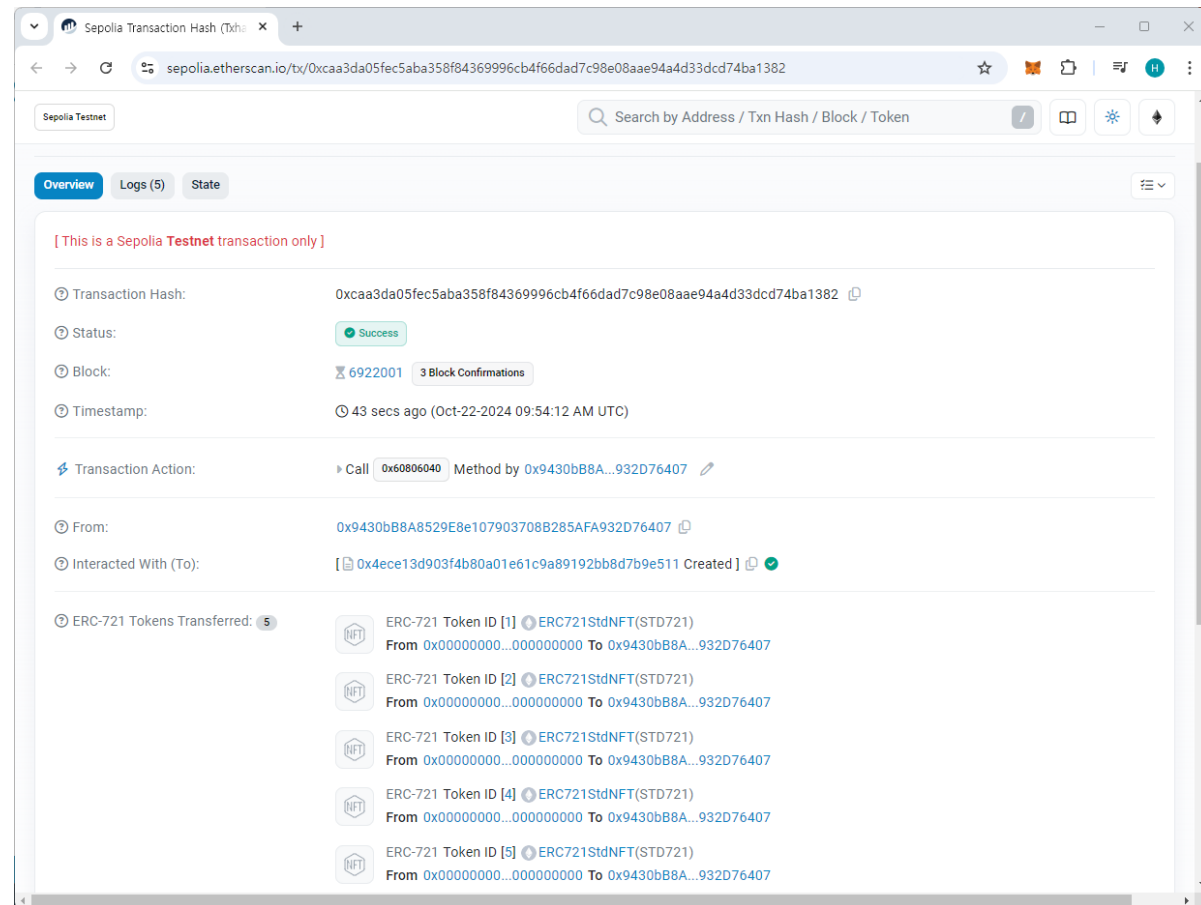 Sepolia Transaction Hash (Txha
sepolia.etherscan.io/tx/0xcaa3da05fec5aba358f84369996cb4f66dad7c98e08aae94a4d33dcd74ba1382
H
Sepolia Testnet
Search by Address / Txn Hash / Block / Token
/
Overview
Logs (5)
State
[ This is a Sepolia Testnet transaction only ]
Transaction Hash:
0xcaa3da05fec5aba358f84369996cb4f66dad7c98e08aae94a4d33dcd74ba1382
Status:
Success
Block:
6922001 3 Block Confirmations
Timestamp:
43 secs ago (Oct-22-2024 09:54:12 AM UTC)
Transaction Action:
Call 0x60806040 Method by 0x9430bB8A...932D76407
From:
0x9430bB8A8529E8e107903708B285AFA932D76407
Interacted With (To):
[ 0x4ece13d903f4b80a01e61c9a89192bb8d7b9e511 Created ]
ERC-721 Tokens Transferred: 5
NFT
ERC-721 Token ID [1] ERC721StdNFT(STD721)
From 0x00000000...000000000 To 0x9430bB8A...932D76407
NFT
ERC-721 Token ID [2] ERC721StdNFT(STD721)
From 0x00000000...000000000 To 0x9430bB8A...932D76407
NFT
ERC-721 Token ID [3] ERC721StdNFT(STD721)
From 0x00000000...000000000 To 0x9430bB8A...932D76407
NFT
ERC-721 Token ID [4] ERC721StdNFT(STD721)
From 0x00000000...000000000 To 0x9430bB8A...932D76407
NFT
ERC-721 Token ID [5] ERC721StdNFT(STD721)
From 0x00000000...000000000 To 0x9430bB8A...932D76407